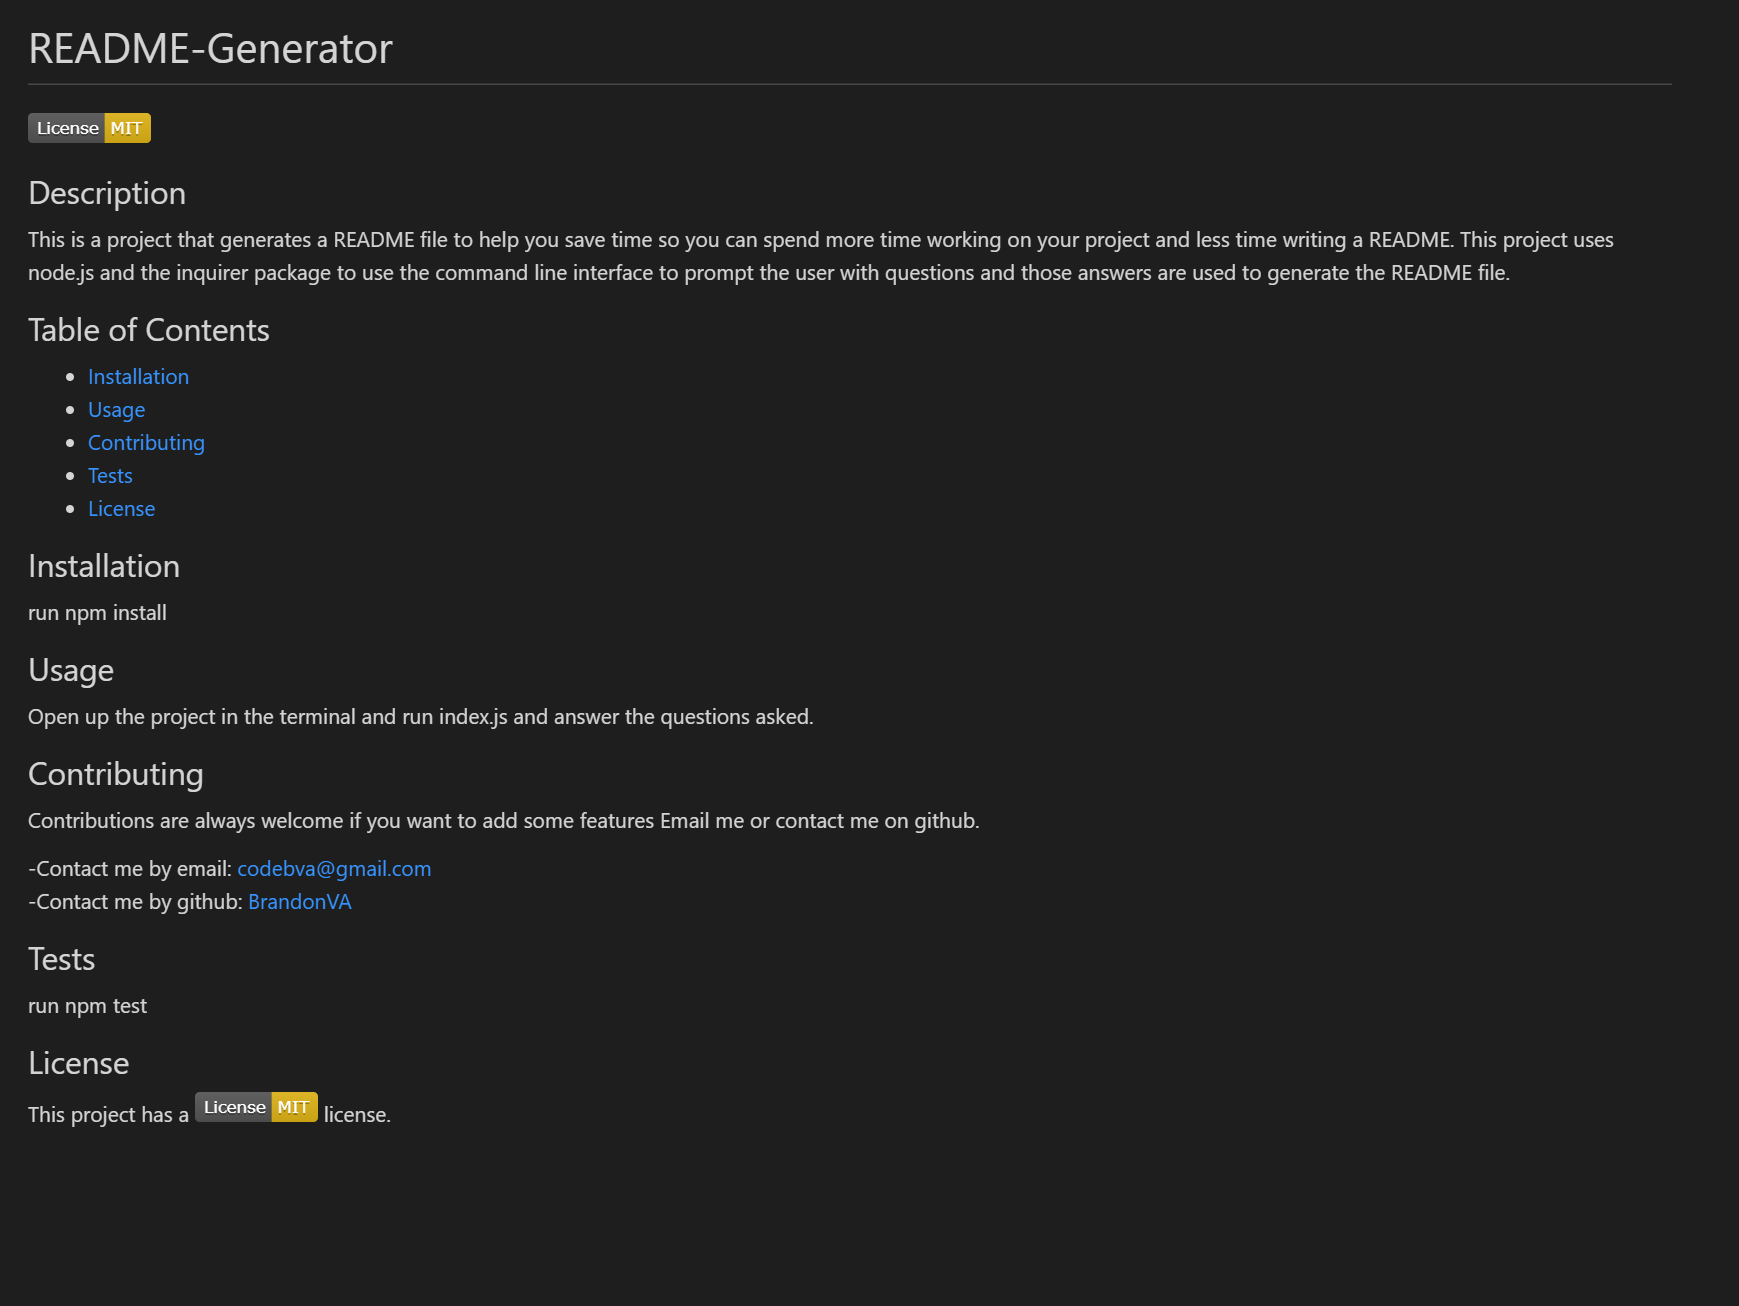 README-Generator
License MIT
Description
This is a project that generates a README file to help you save time so you can spend more time working on your project and less time writing a README. This project uses
node.js and the inquirer package to use the command line interface to prompt the user with questions and those answers are used to generate the README file.
Table of Contents
Installation
Usage
Contributing
Tests
License
Installation
run npm install
Usage
Open up the project in the terminal and run index.js and answer the questions asked.
Contributing
Contributions are always welcome if you want to add some features Email me or contact me on github.
-Contact me by email: codebva@gmail.com
-Contact me by github: BrandonVA
Tests
run npm test
License
This project has a License MIT license.